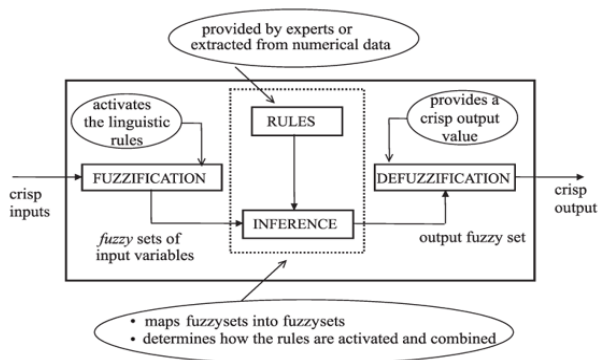 provided by experts or
extracted from numerical data
activates
the linguistic
rules
RULES
provides a
crisp output
value
FUZZIFICATION
DEFUZZIFICATION
crisp
inputs
crisp
output
INFERENCE
fuzzy sets of
input variables
output fuzzy set
• maps fuzzysets into fuzzysets
• determines how the rules are activated and combined